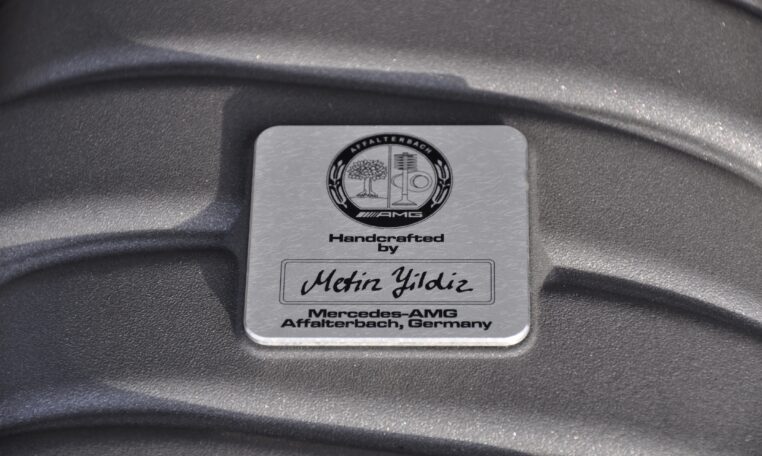 AFFALTERBACH
AMG
Handcrafted
by
Metin Yildiz
Mercedes-AMG
Affalterbach, Germany